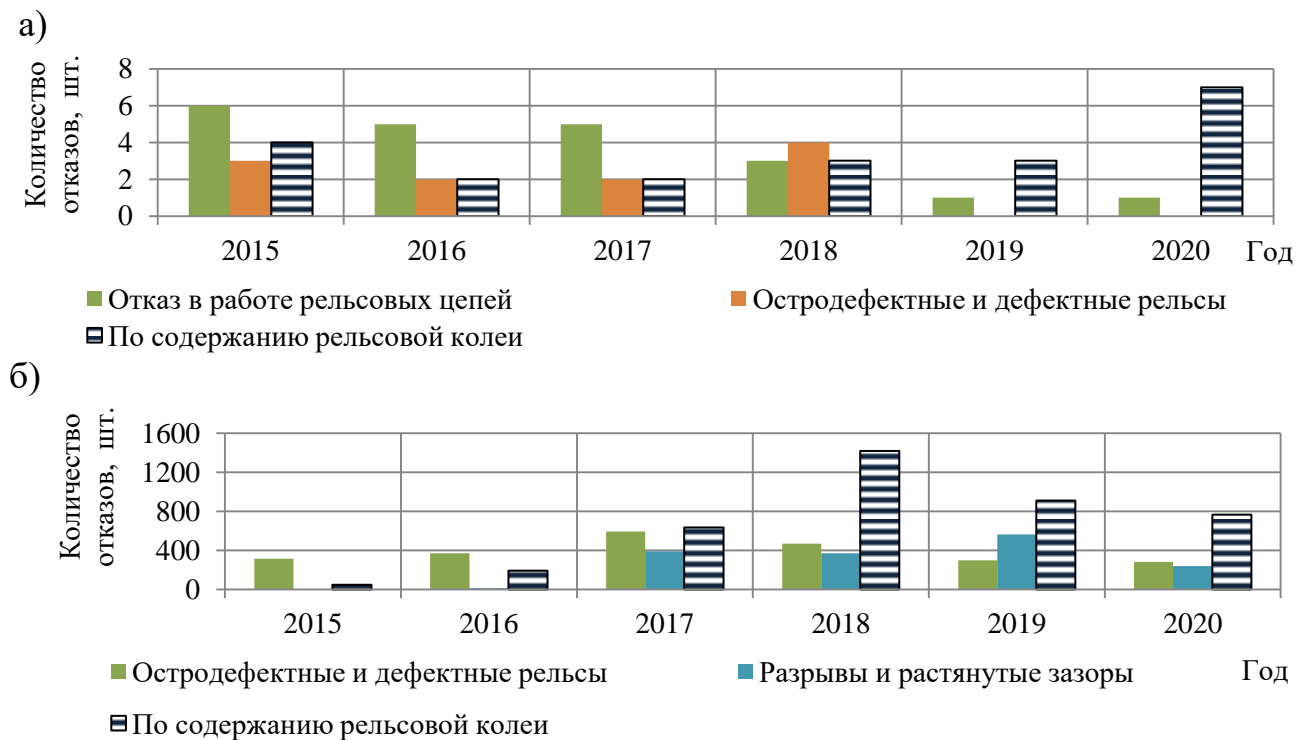 а)
Количество
отказов, шт.
8
6
4
2
0
2015 2016 2017 2018 2019 2020 Год
Отказ в работе рельсовых цепей Остродефектные и дефектные рельсы
По содержанию рельсовой колеи
б)
Количество
отказов, шт.
1600
1200
800
400
0
2015 2016 2017 2018 2019 2020
Остродефектные и дефектные рельсы Разрывы и растянутые зазоры Год
По содержанию рельсовой колеи